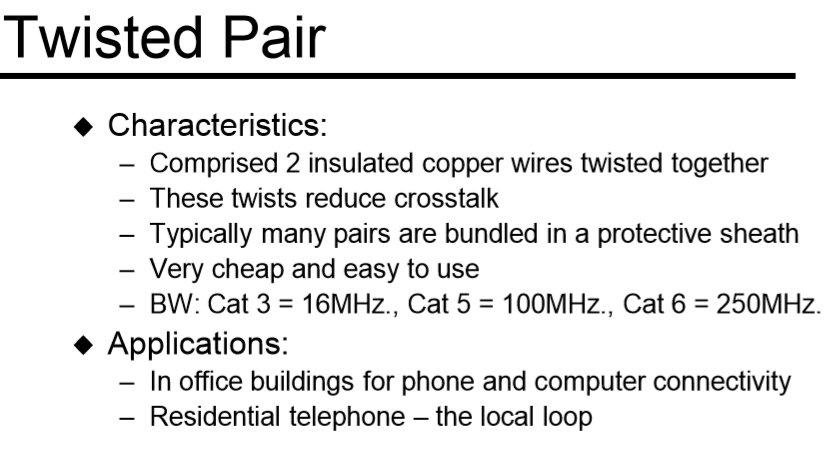 Twisted Pair
◆ Characteristics:
– Comprised 2 insulated copper wires twisted together
– These twists reduce crosstalk
– Typically many pairs are bundled in a protective sheath
– Very cheap and easy to use
– BW: Cat 3 = 16MHz., Cat 5 = 100MHz., Cat 6 = 250MHz.
◆ Applications:
– In office buildings for phone and computer connectivity
– Residential telephone – the local loop